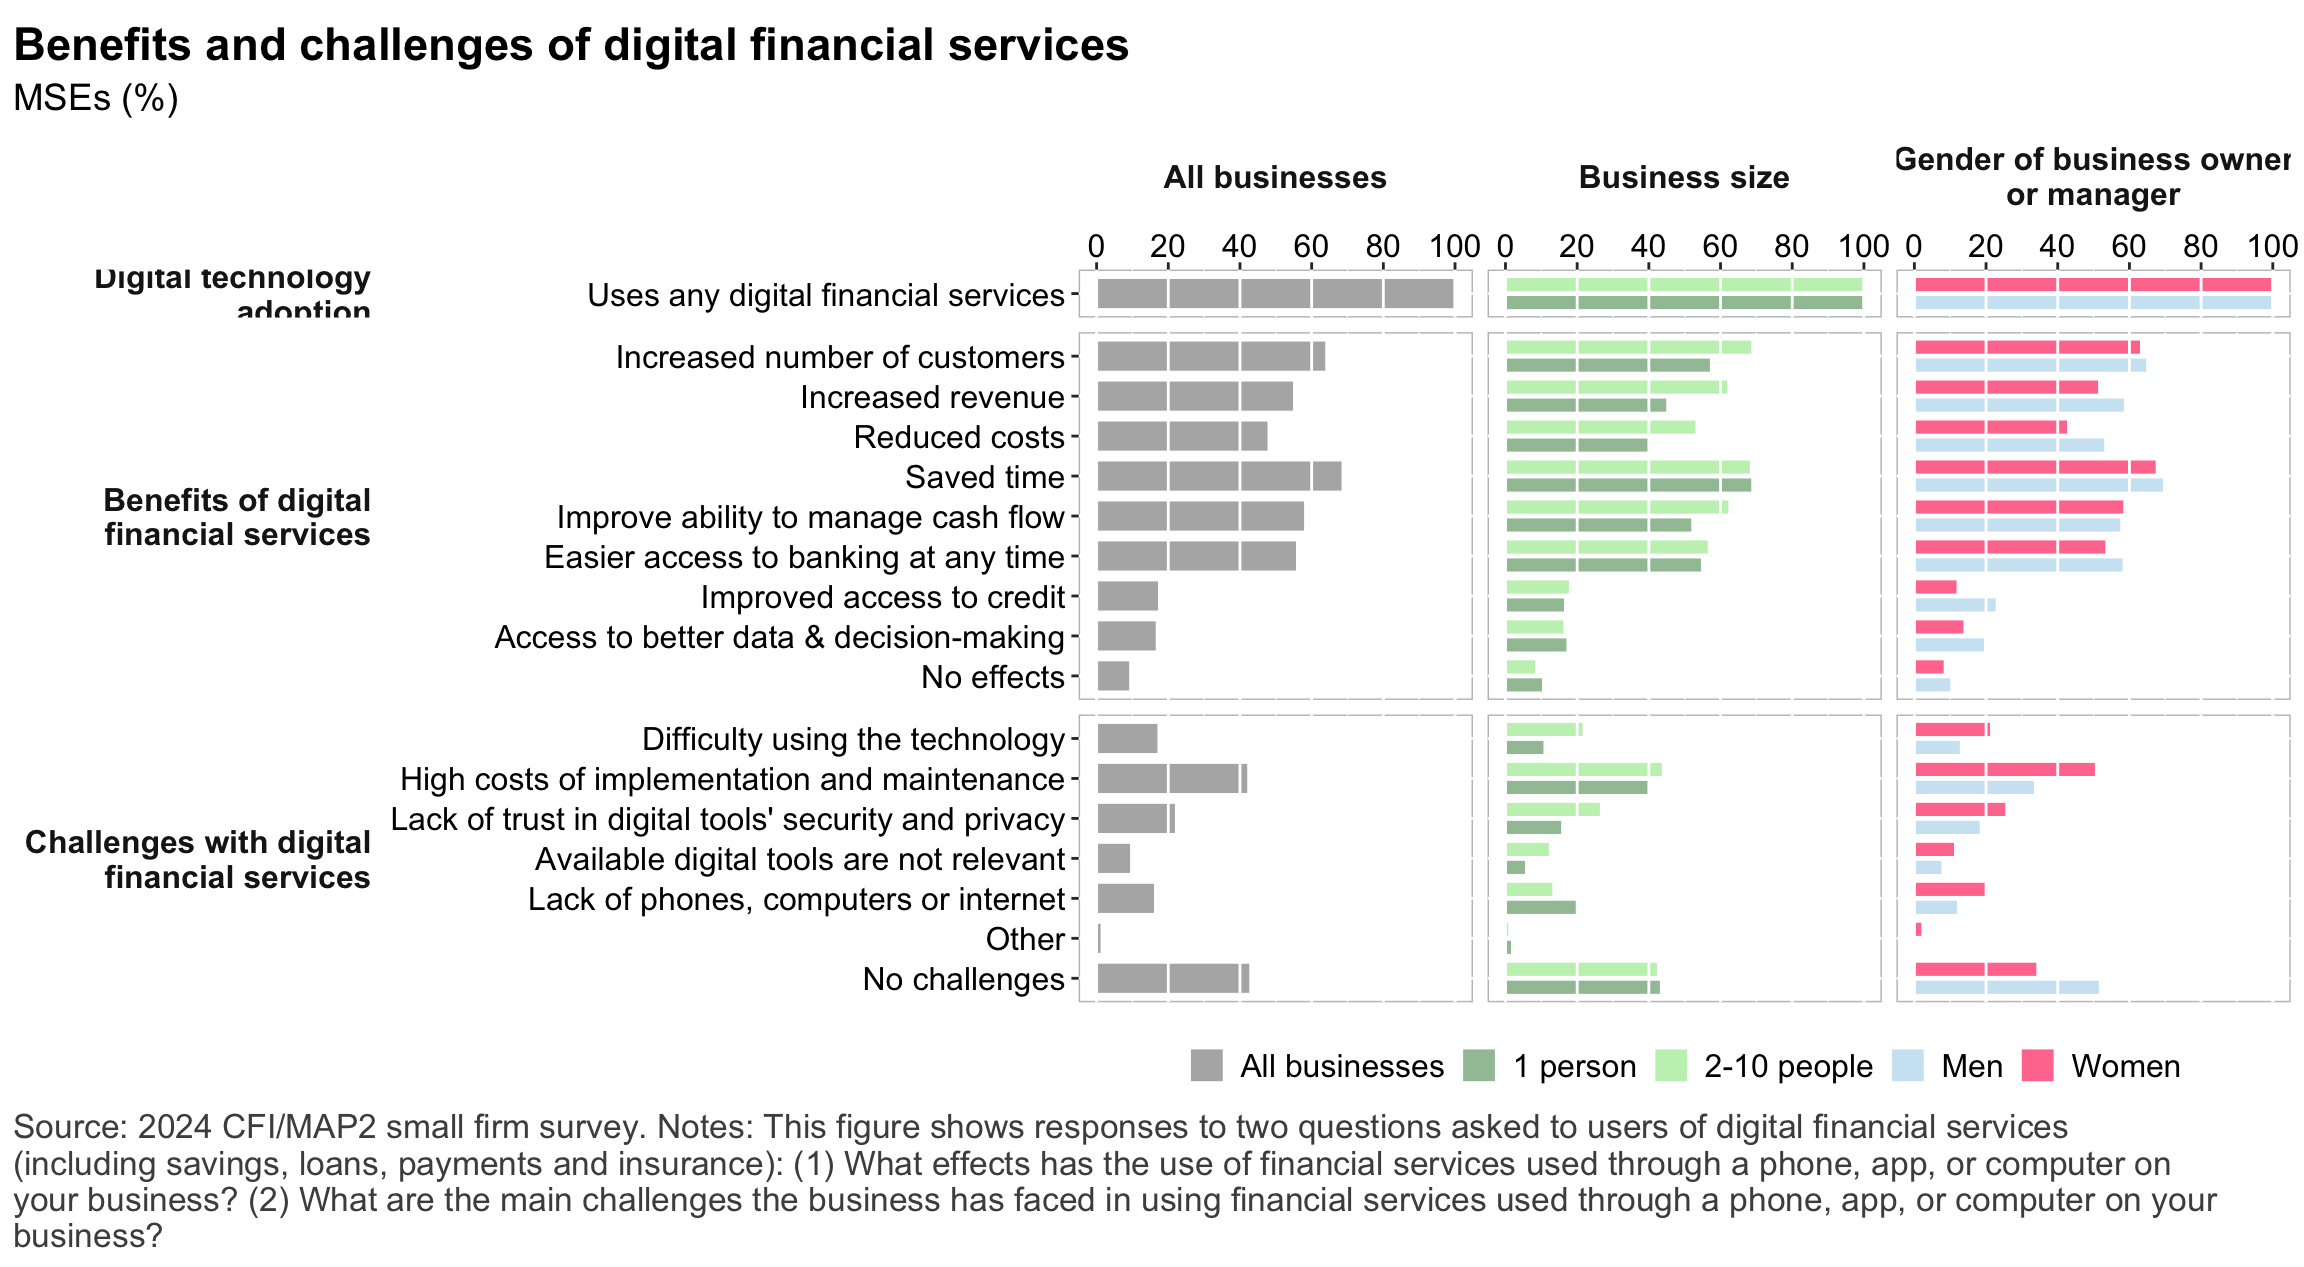 Benefits and challenges of digital financial services
MSEs (%)
All businesses
Business size
Gender of business owner
or manager
0 20 40 60 80 100 0 20 40 60 80 100 0 20 40 60 80 100
Digital technology
adoption
Uses any digital financial services
Benefits of digital
financial services
Increased number of customers
Increased revenue
Reduced costs
Saved time
Improve ability to manage cash flow
Easier access to banking at any time
Improved access to credit
Access to better data & decision-making
No effects
Challenges with digital
financial services
Difficulty using the technology
High costs of implementation and maintenance
Lack of trust in digital tools' security and privacy
Available digital tools are not relevant
Lack of phones, computers or internet
Other
No challenges
All businesses 1 person 2-10 people Men Women
Source: 2024 CFI/MAP2 small firm survey. Notes: This figure shows responses to two questions asked to users of digital financial services
(including savings, loans, payments and insurance): (1) What effects has the use of financial services used through a phone, app, or computer on
your business? (2) What are the main challenges the business has faced in using financial services used through a phone, app, or computer on your
business?